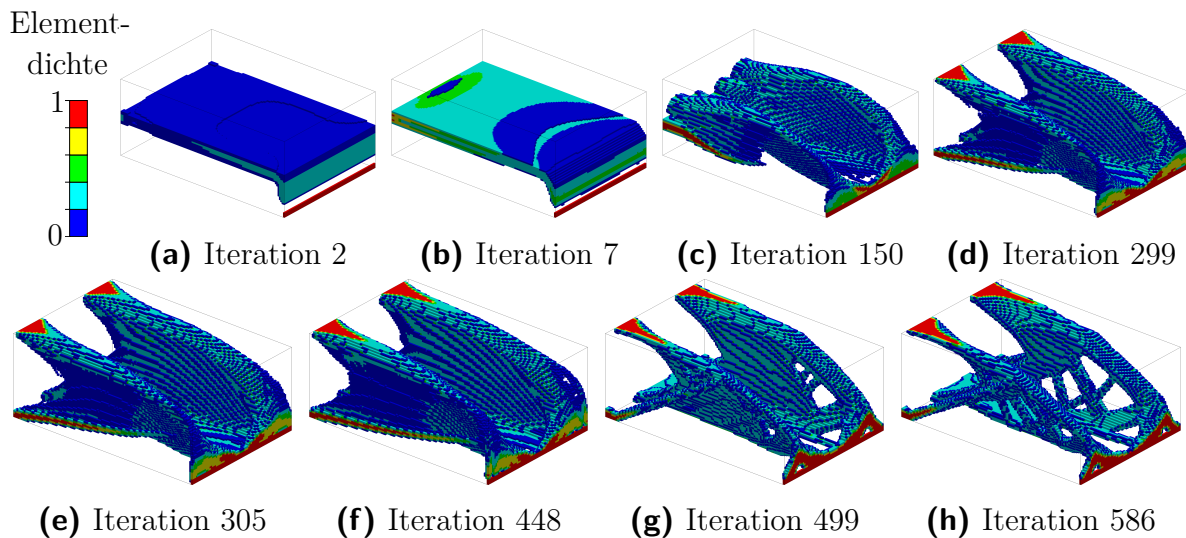 Element-
dichte
1
0
(a) Iteration 2
(b) Iteration 7
(c) Iteration 150
(d) Iteration 299
(e) Iteration 305
(f) Iteration 448
(g) Iteration 499
(h) Iteration 586